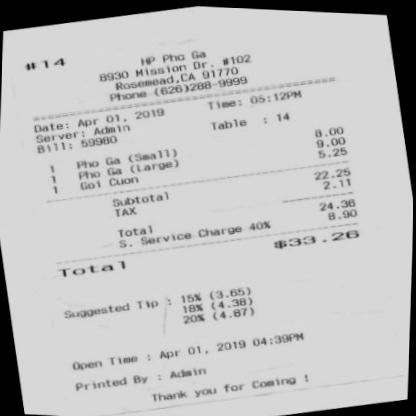 #14
HP Pho Ga
8930 Mission Dr. #102
Rosemead,CA 91770
Phone (626)288-9999
Date: Apr 01, 2019 Time: 05:12PM
Server: Admin
Bill: 59980 Table : 14
1 Pho Ga (Small) 8.00
1 Pho Ga (Large) 9.00
1 Goi Cuon 5.25
Subtotal 22.25
TAX 2.11
Total 24.36
S. Service Charge 40% 8.90
Total $33.26
Suggested Tip : 15% (3.65)
18% (4.38)
20% (4.87)
Open Time : Apr 01, 2019 04:39PM
Printed By : Admin
Thank you for Coming !